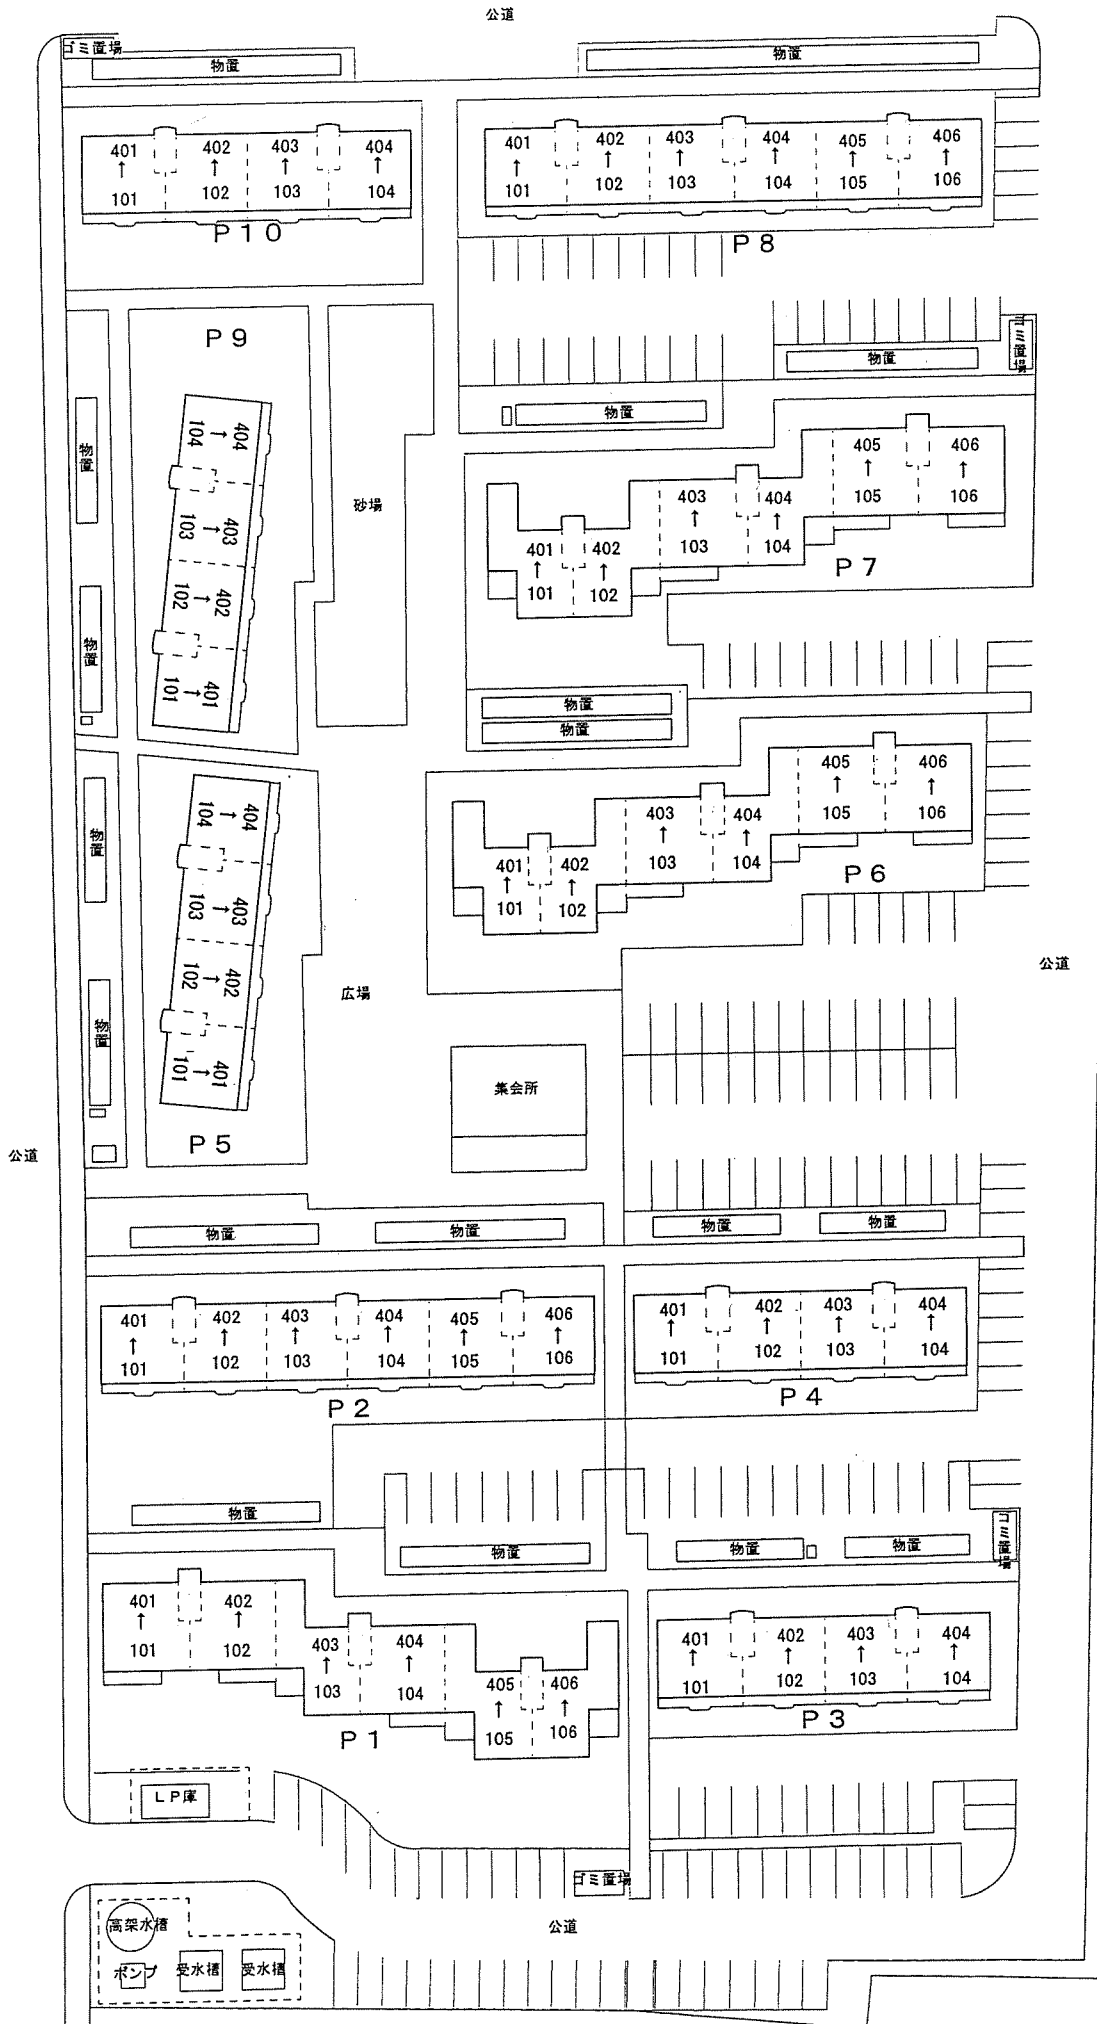 公道
ゴミ置場
物置
物置
401 402 403 404
↑ ↑ ↑ ↑
101 102 103 104
P10
401 402 403 404 405 406
↑ ↑ ↑ ↑ ↑ ↑
101 102 103 104 105 106
P8
P9
物置
ゴミ置場
物置
物置
104→404
103→403
102→402
101→401
砂場
405 406
↑ ↑
105 106
403 404
↑ ↑
103 104
401 402
↑ ↑
101 102
P7
物置
物置
物置
物置
104→404
103→403
102→402
101→401
P5
405 406
↑ ↑
105 106
403 404
↑ ↑
103 104
401 402
↑ ↑
101 102
P6
公道
広場
物置
集会所
公道
物置
物置
物置
物置
401 402 403 404 405 406
↑ ↑ ↑ ↑ ↑ ↑
101 102 103 104 105 106
P2
401 402 403 404
↑ ↑ ↑ ↑
101 102 103 104
P4
物置
物置
物置
物置
ゴミ置場
401 402
↑ ↑
101 102
403 404
↑ ↑
103 104
405 406
↑ ↑
105 106
P1
401 402 403 404
↑ ↑ ↑ ↑
101 102 103 104
P3
LP庫
ゴミ置場
公道
高架水槽
ポンプ
受水槽
受水槽